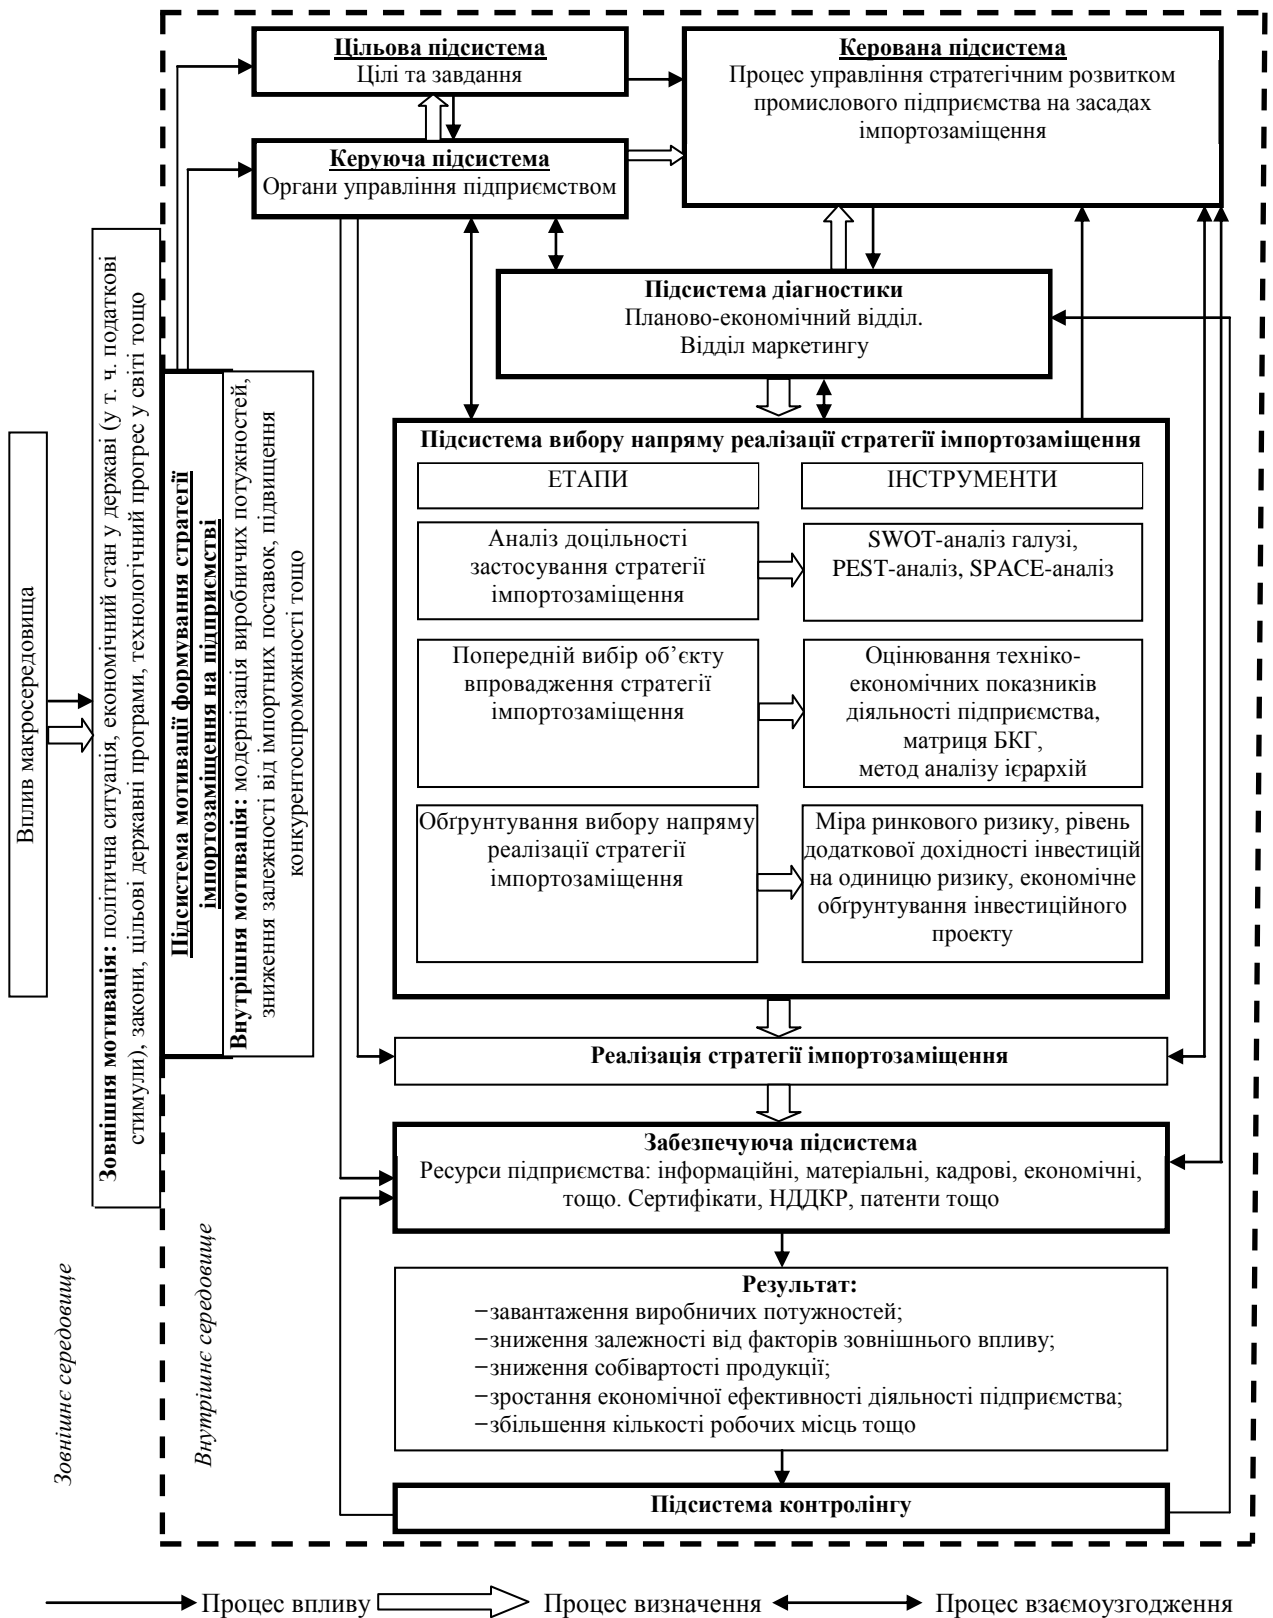 Цільова підсистема
Цілі та завдання
Керована підсистема
Процес управління стратегічним розвитком
промислового підприємства на засадах
імпортозаміщення
Керуюча підсистема
Органи управління підприємством
Підсистема діагностики
Планово-економічний відділ.
Відділ маркетингу
Вплив макросередовища
Зовнішня мотивація: політична ситуація, економічний стан у державі (у т. ч. податкові
стимули), закони, цільові державні програми, технологічний прогрес у світі тощо
Підсистема мотивації формування стратегії
імпортозаміщення на підприємстві
Внутрішня мотивація: модернізація виробничих потужностей,
зниження залежності від імпортних поставок, підвищення
конкурентоспроможності тощо
Підсистема вибору напряму реалізації стратегії імпортозаміщення
ЕТАПИ
ІНСТРУМЕНТИ
Аналіз доцільності
застосування стратегії
імпортозаміщення
SWOT-аналіз галузі,
PEST-аналіз, SPACE-аналіз
Попередній вибір об’єкту
впровадження стратегії
імпортозаміщення
Оцінювання техніко-
економічних показників
діяльності підприємства,
матриця БКГ,
метод аналізу ієрархій
Обґрунтування вибору напряму
реалізації стратегії
імпортозаміщення
Міра ринкового ризику, рівень
додаткової дохідності інвестицій
на одиницю ризику, економічне
обґрунтування інвестиційного
проекту
Реалізація стратегії імпортозаміщення
Забезпечуюча підсистема
Ресурси підприємства: інформаційні, матеріальні, кадрові, економічні,
тощо. Сертифікати, НДДКР, патенти тощо
Результат:
−завантаження виробничих потужностей;
−зниження залежності від факторів зовнішнього впливу;
−зниження собівартості продукції;
−зростання економічної ефективності діяльності підприємства;
−збільшення кількості робочих місць тощо
Підсистема контролінгу
Зовнішнє середовище
Внутрішнє середовище
Процес впливу
Процес визначення
Процес взаємоузгодження